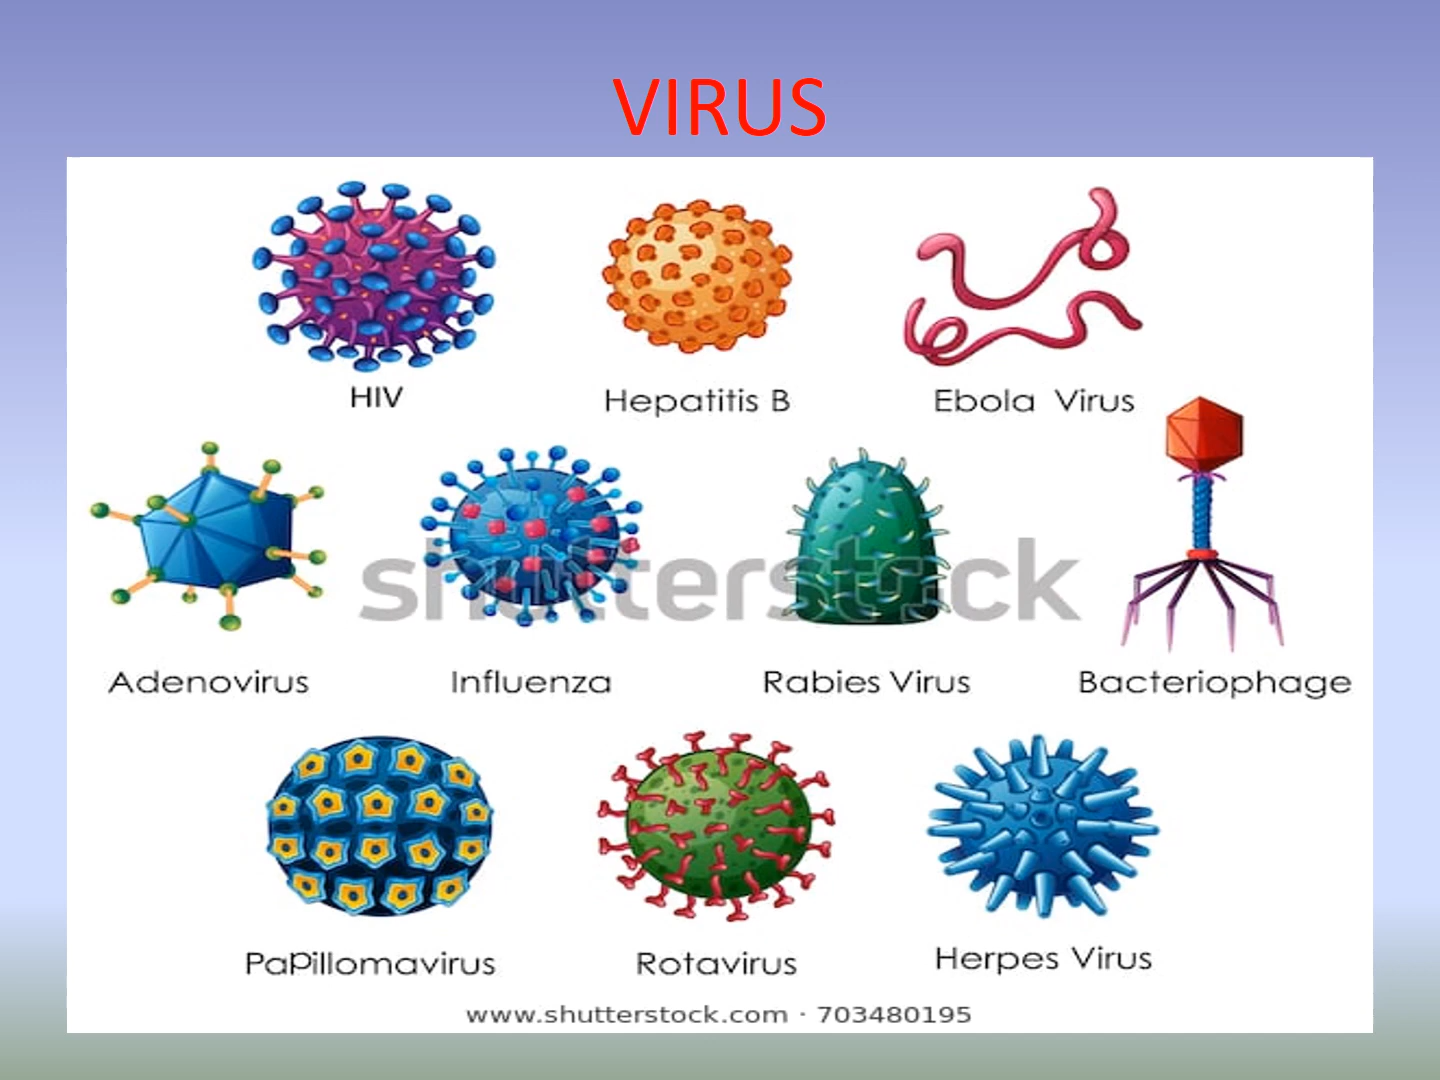 VIRUS
HIV
Hepatitis B
Ebola Virus
shutterstock
Adenovirus
Influenza
Rabies Virus
Bacteriophage
Papillomavirus
Rotavirus
Herpes Virus
www.shutterstock.com · 703480195